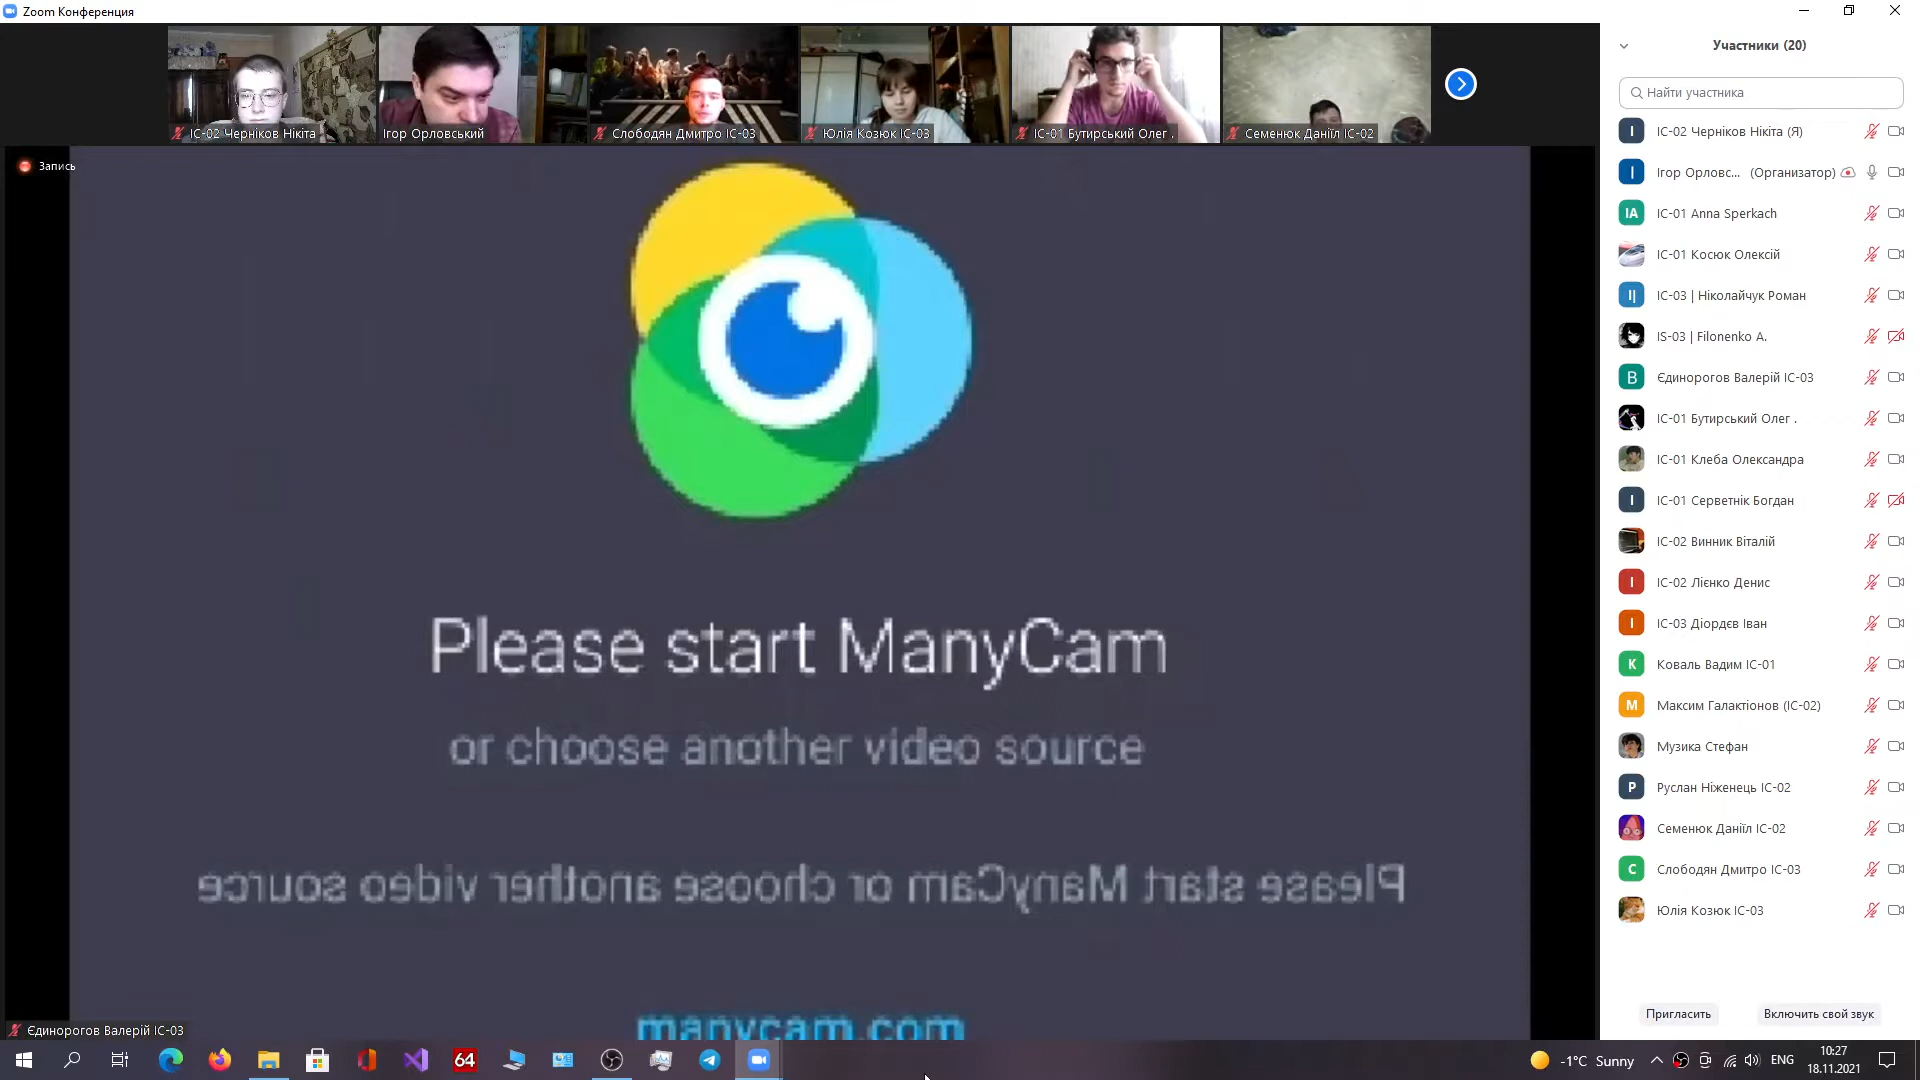 Zoom Конференция
ІС-02 Черніков Нікіта
Ігор Орловський
Слободян Дмитро ІС-03
Юлія Козюк ІС-03
ІС-01 Бутирський Олег .
Семенюк Даніїл ІС-02
Запись
Please start ManyCam
or choose another video source
Please start ManyCam or choose another video source
manycam.com
Єдинорогов Валерій ІС-03
Участники (20)
Найти участника
І ІС-02 Черніков Нікіта (Я)
І Ігор Орловс... (Организатор)
IA ІС-01 Anna Sperkach
ІС-01 Косюк Олексій
І| ІС-03 | Ніколайчук Роман
IS-03 | Filonenko A.
В Єдинорогов Валерій ІС-03
ІС-01 Бутирський Олег .
ІС-01 Клеба Олександра
І ІС-01 Серветнік Богдан
ІС-02 Винник Віталій
І ІС-02 Лієнко Денис
І ІС-03 Діордєв Іван
К Коваль Вадим ІС-01
М Максим Галактіонов (ІС-02)
Музика Стефан
Р Руслан Ніженець ІС-02
Семенюк Даніїл ІС-02
С Слободян Дмитро ІС-03
Юлія Козюк ІС-03
Пригласить
Включить свой звук
64
-1°C Sunny
ENG
10:27
18.11.2021